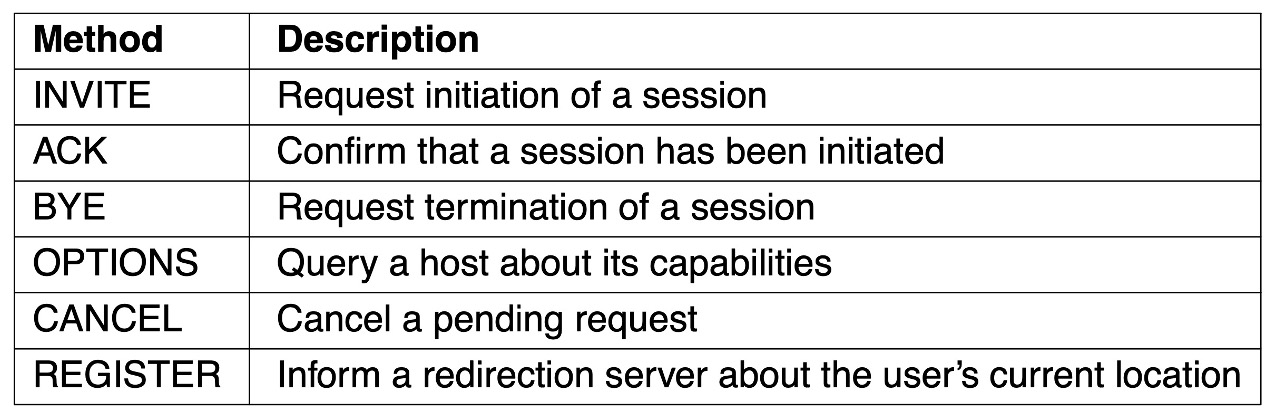 Method Description
INVITE Request initiation of a session
ACK Confirm that a session has been initiated
BYE Request termination of a session
OPTIONS Query a host about its capabilities
CANCEL Cancel a pending request
REGISTER Inform a redirection server about the user's current location